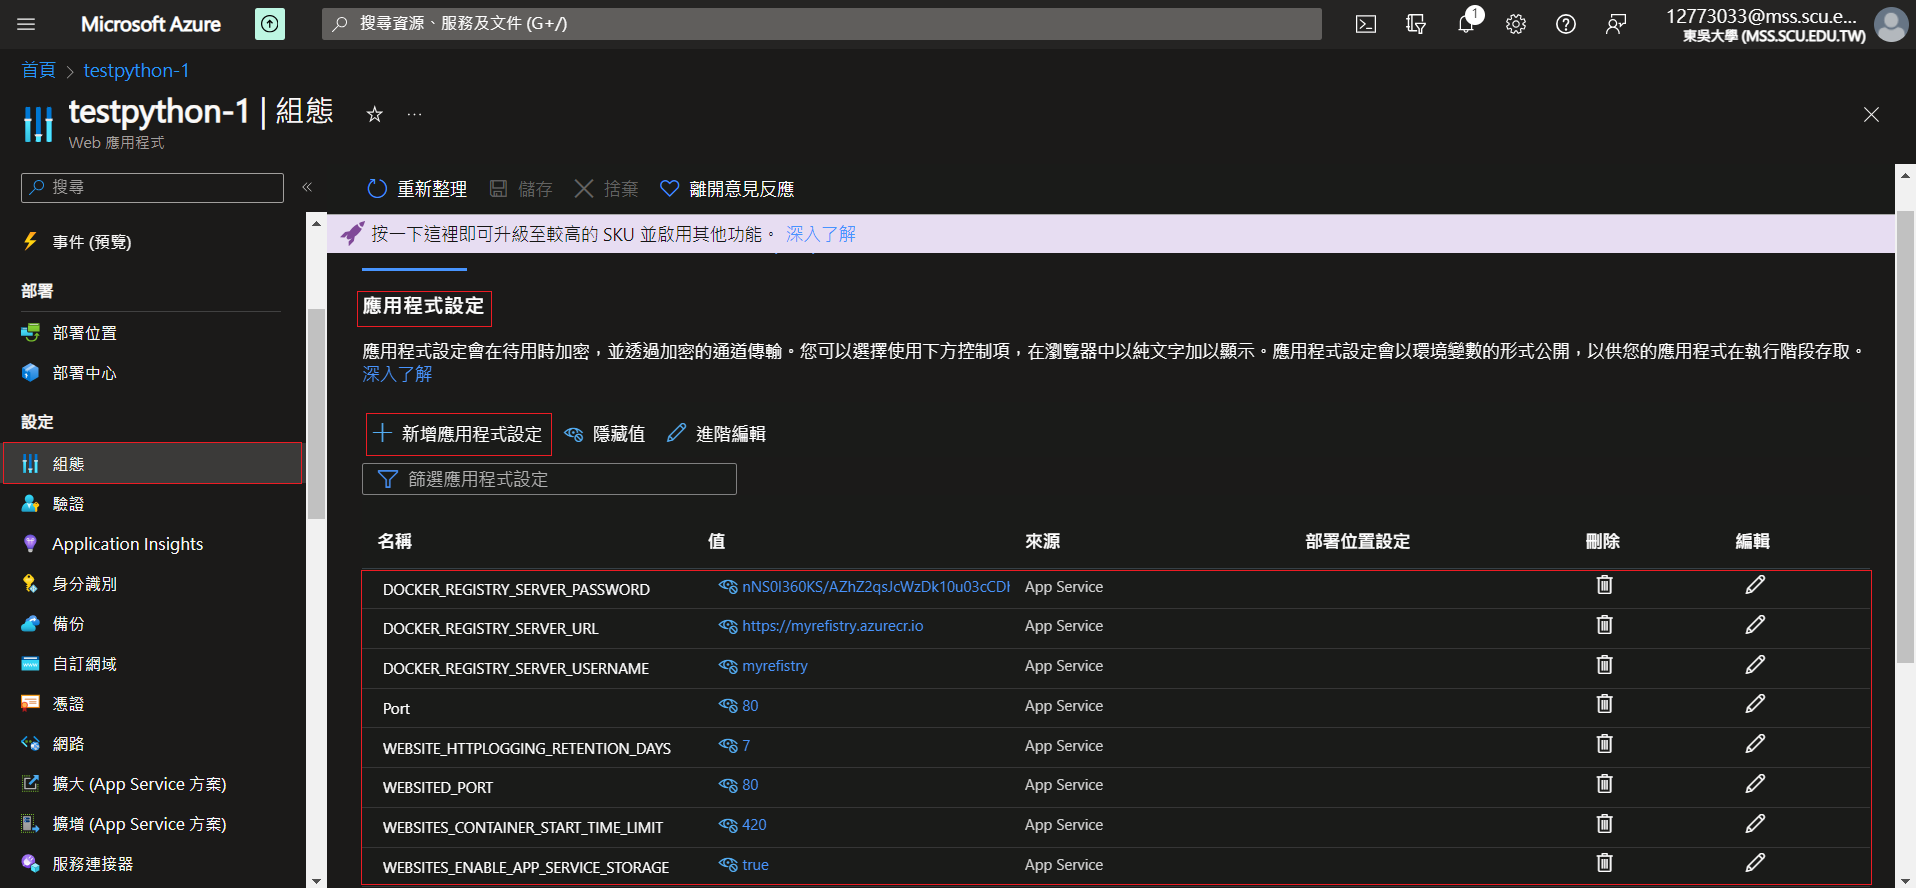 Microsoft Azure
搜尋資源、服務及文件 (G+/)
1
12773033@mss.scu.e...
東吳大學 (MSS.SCU.EDU.TW)
首頁 > testpython-1
testpython-1 | 組態
Web 應用程式
搜尋
重新整理 儲存 捨棄 離開意見反應
按一下這裡即可升級至較高的 SKU 並啟用其他功能。 深入了解
事件 (預覽)
部署
部署位置
部署中心
設定
組態
驗證
Application Insights
身分識別
備份
自訂網域
憑證
網路
擴大 (App Service 方案)
擴增 (App Service 方案)
服務連接器
應用程式設定
應用程式設定會在待用時加密，並透過加密的通道傳輸。您可以選擇使用下方控制項，在瀏覽器中以純文字加以顯示。應用程式設定會以環境變數的形式公開，以供您的應用程式在執行階段存取。
深入了解
新增應用程式設定 隱藏值 進階編輯
篩選應用程式設定
名稱 值 來源 部署位置設定 刪除 編輯
DOCKER_REGISTRY_SERVER_PASSWORD nNS0I360KS/AZhZ2qsJcWzDk10u03cCDH App Service
DOCKER_REGISTRY_SERVER_URL https://myrefistry.azurecr.io App Service
DOCKER_REGISTRY_SERVER_USERNAME myrefistry App Service
Port 80 App Service
WEBSITE_HTTPLOGGING_RETENTION_DAYS 7 App Service
WEBSITED_PORT 80 App Service
WEBSITES_CONTAINER_START_TIME_LIMIT 420 App Service
WEBSITES_ENABLE_APP_SERVICE_STORAGE true App Service